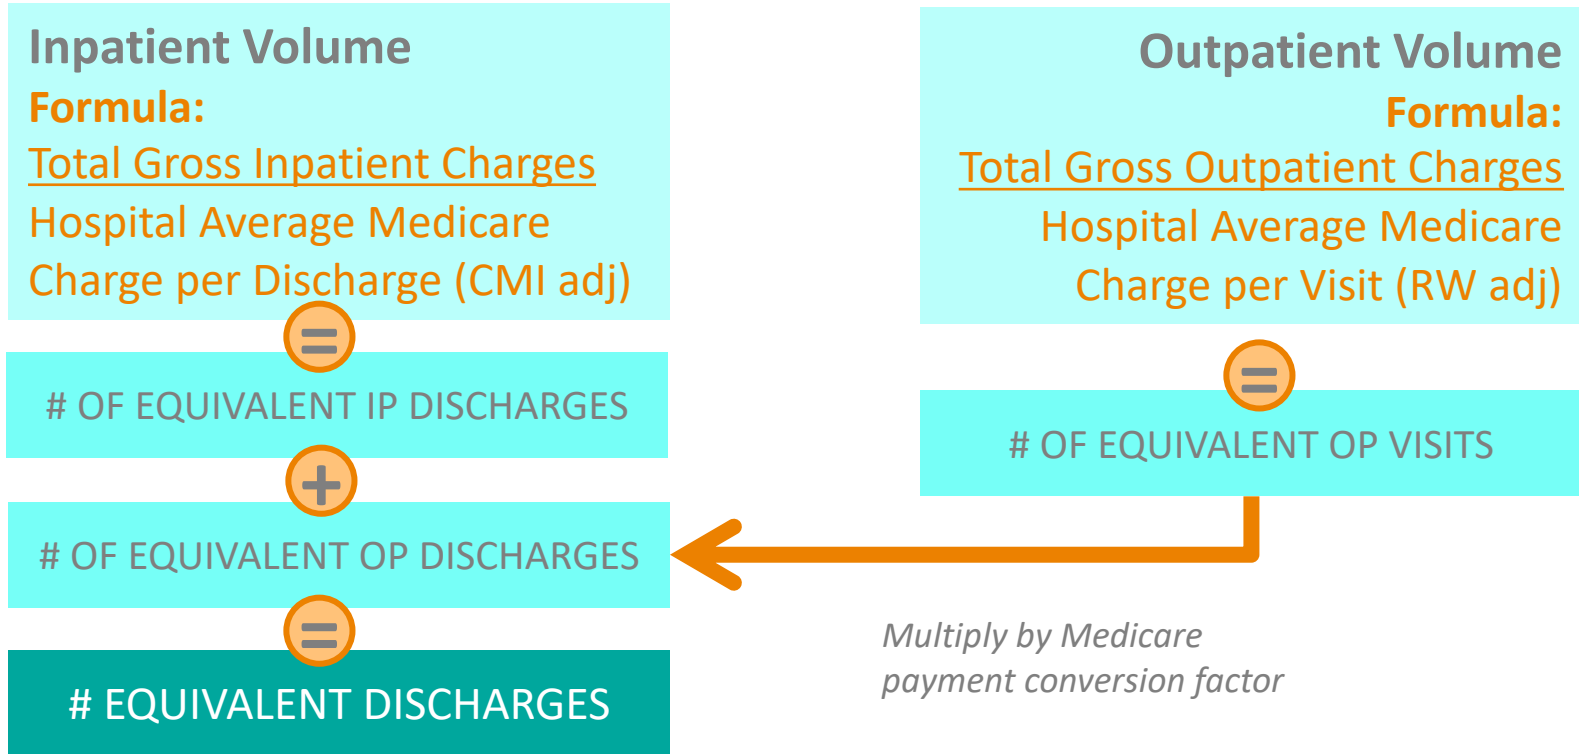 Inpatient Volume
Formula:
Total Gross Inpatient Charges
Hospital Average Medicare
Charge per Discharge (CMI adj)
=
# OF EQUIVALENT IP DISCHARGES
+
# OF EQUIVALENT OP DISCHARGES
=
# EQUIVALENT DISCHARGES
Outpatient Volume
Formula:
Total Gross Outpatient Charges
Hospital Average Medicare
Charge per Visit (RW adj)
=
# OF EQUIVALENT OP VISITS
Multiply by Medicare
payment conversion factor